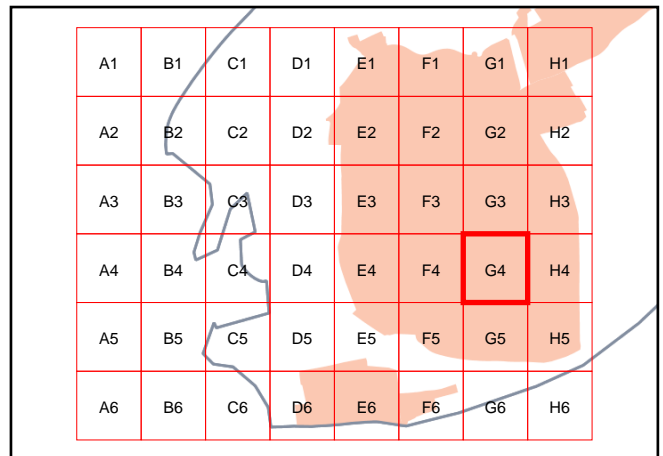 A1 B1 C1 D1 E1 F1 G1 H1
A2 B2 C2 D2 E2 F2 G2 H2
A3 B3 C3 D3 E3 F3 G3 H3
A4 B4 C4 D4 E4 F4 G4 H4
A5 B5 C5 D5 E5 F5 G5 H5
A6 B6 C6 D6 E6 F6 G6 H6